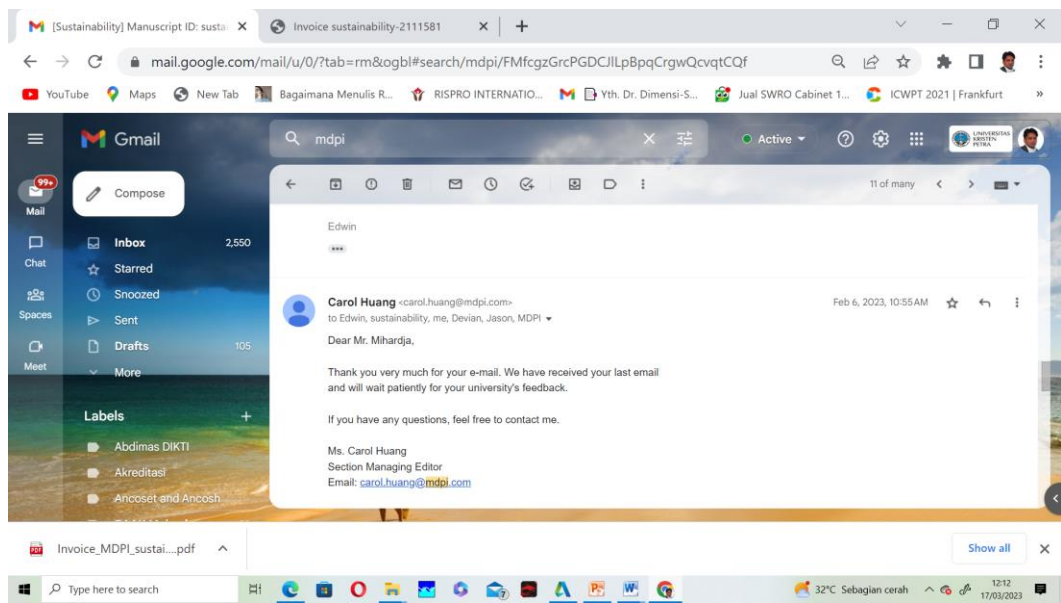 [Sustainability] Manuscript ID: susta
Invoice sustainability-2111581
mail.google.com/mail/u/0/?tab=rm&ogbl#search/mdpi/FMfcgzGrcPGDCJlLpBpqCrgwQcvqtCQf
YouTube Maps New Tab Bagaimana Menulis R... RISPRO INTERNATIO... Yth. Dr. Dimensi-S... Jual SWRO Cabinet 1... ICWPT 2021 | Frankfurt »
Gmail
mdpi
Active
UNIVERSITAS
KRISTEN
PETRA
99+
Mail
Compose
11 of many
Edwin
Inbox 2,550
Chat
Starred
Snoozed
Spaces
Sent
Drafts 105
Meet
More
Labels +
Abdimas DIKTI
Akreditasi
Ancoset and Ancosh
Carol Huang <carol.huang@mdpi.com> Feb 6, 2023, 10:55 AM
to Edwin, sustainability, me, Devian, Jason, MDPI
Dear Mr. Mihardja,
Thank you very much for your e-mail. We have received your last email
and will wait patiently for your university's feedback.
If you have any questions, feel free to contact me.
Ms. Carol Huang
Section Managing Editor
Email: carol.huang@mdpi.com
Invoice_MDPI_sustai....pdf
Show all
Type here to search
32°C Sebagian cerah
12:12
17/03/2023